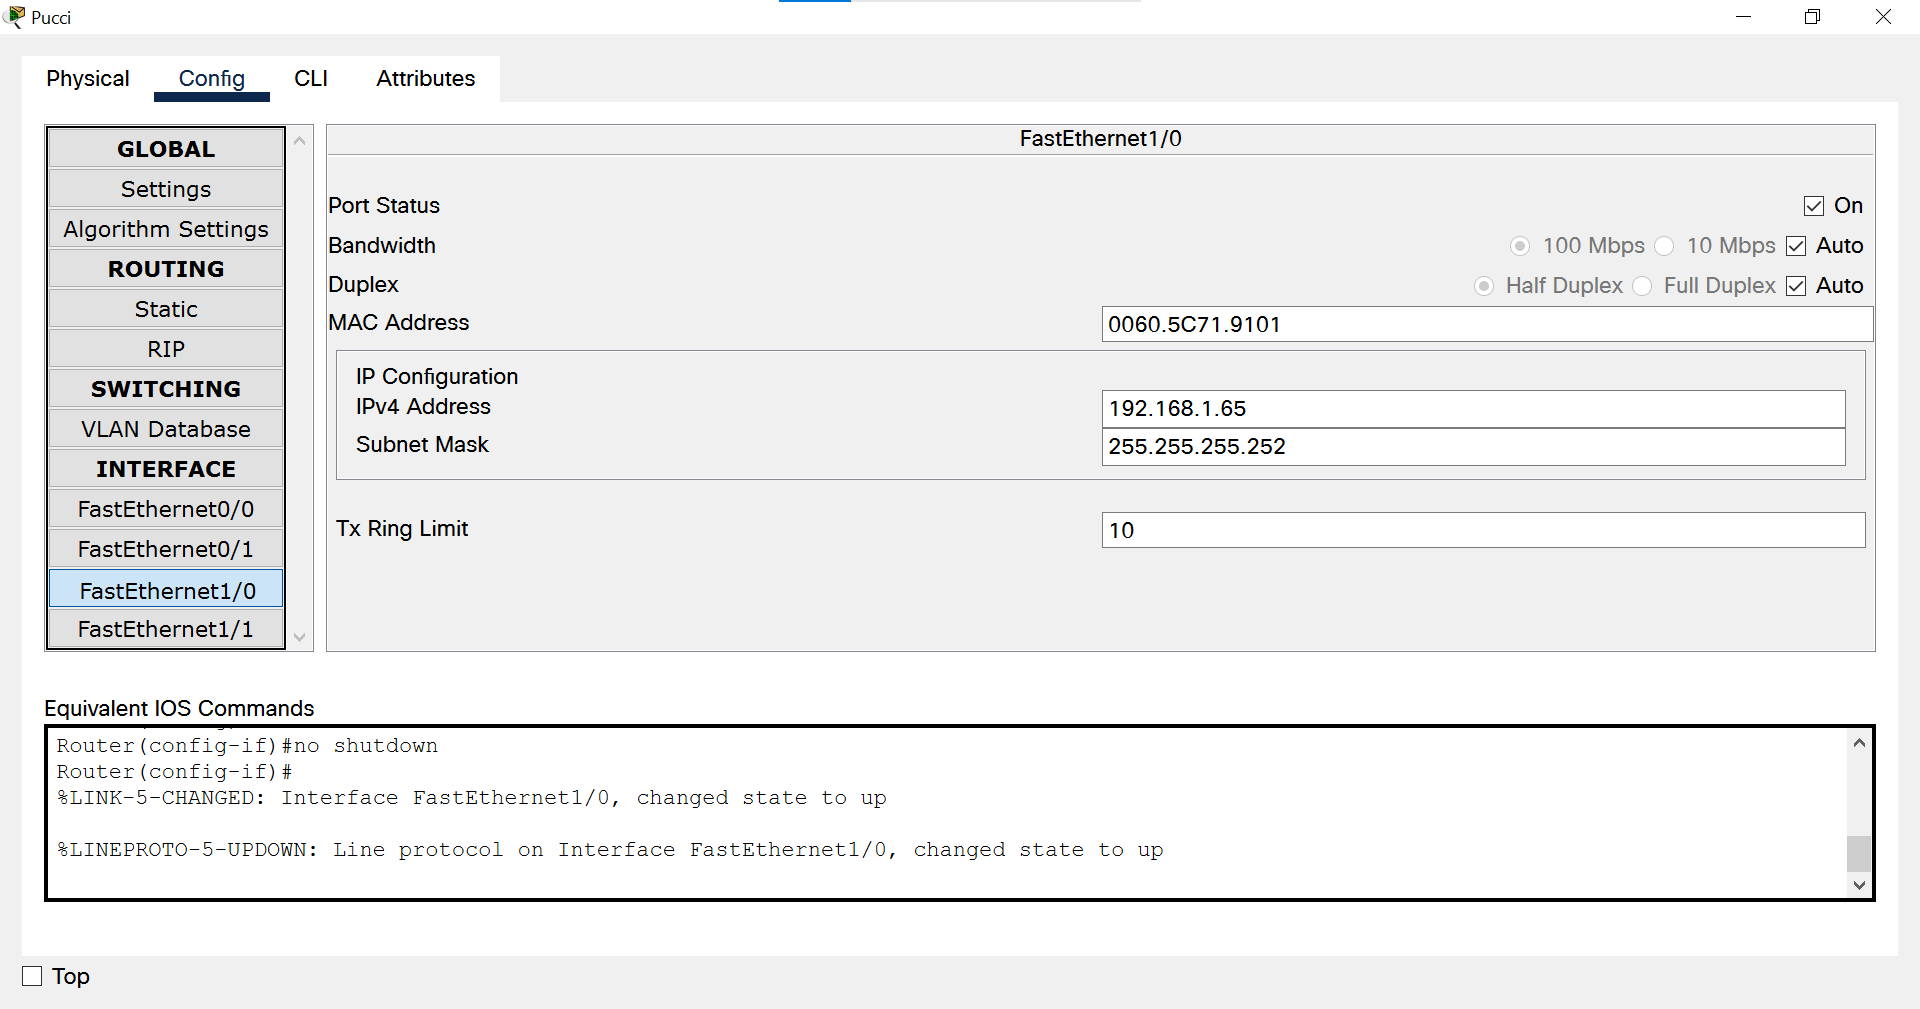 Pucci
Physical Config CLI Attributes
GLOBAL
Settings
Algorithm Settings
ROUTING
Static
RIP
SWITCHING
VLAN Database
INTERFACE
FastEthernet0/0
FastEthernet0/1
FastEthernet1/0
FastEthernet1/1
FastEthernet1/0
Port Status On
Bandwidth 100 Mbps 10 Mbps Auto
Duplex Half Duplex Full Duplex Auto
MAC Address 0060.5C71.9101
IP Configuration
IPv4 Address 192.168.1.65
Subnet Mask 255.255.255.252
Tx Ring Limit 10
Equivalent IOS Commands
Router(config-if)#no shutdown
Router(config-if)#
%LINK-5-CHANGED: Interface FastEthernet1/0, changed state to up
%LINEPROTO-5-UPDOWN: Line protocol on Interface FastEthernet1/0, changed state to up
Top